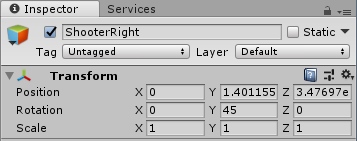 Inspector Services
ShooterRight Static
Tag Untagged Layer Default
Transform
Position X 0 Y 1.401155 Z 3.47697e
Rotation X 0 Y 45 Z 0
Scale X 1 Y 1 Z 1